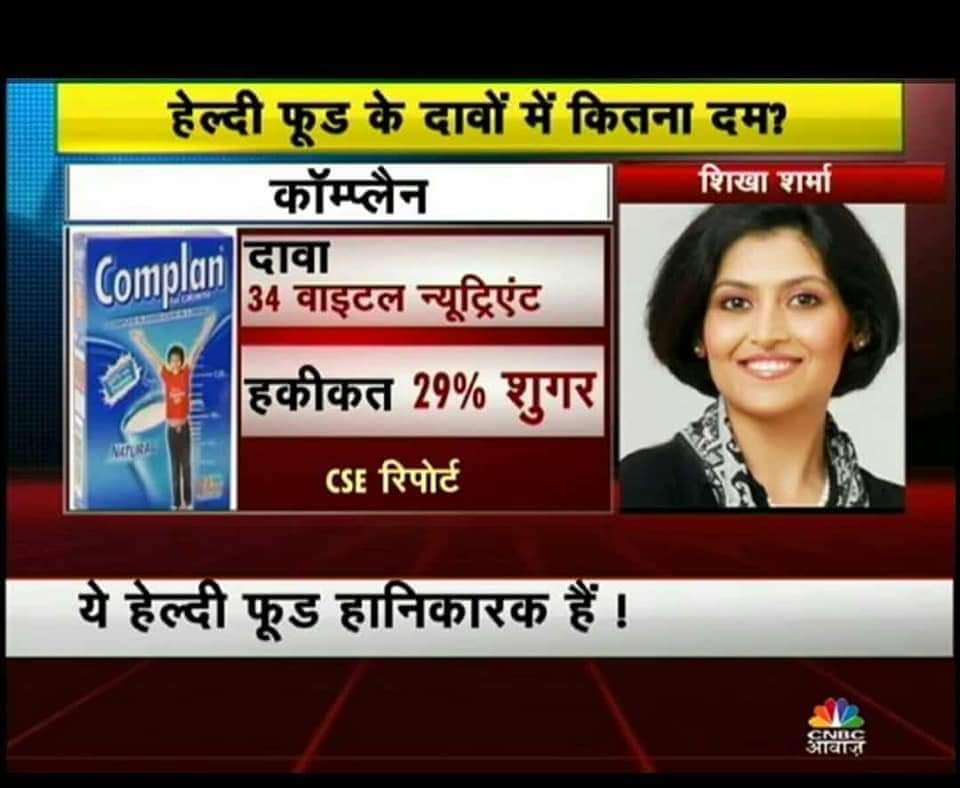 हेल्दी फूड के दावों में कितना दम?
कॉम्प्लैन
शिखा शर्मा
Complan
NATURAL
दावा
34 वाइटल न्यूट्रिएंट
हकीकत 29% शुगर
CSE रिपोर्ट
ये हेल्दी फूड हानिकारक हैं !
CNBC
आवाज़